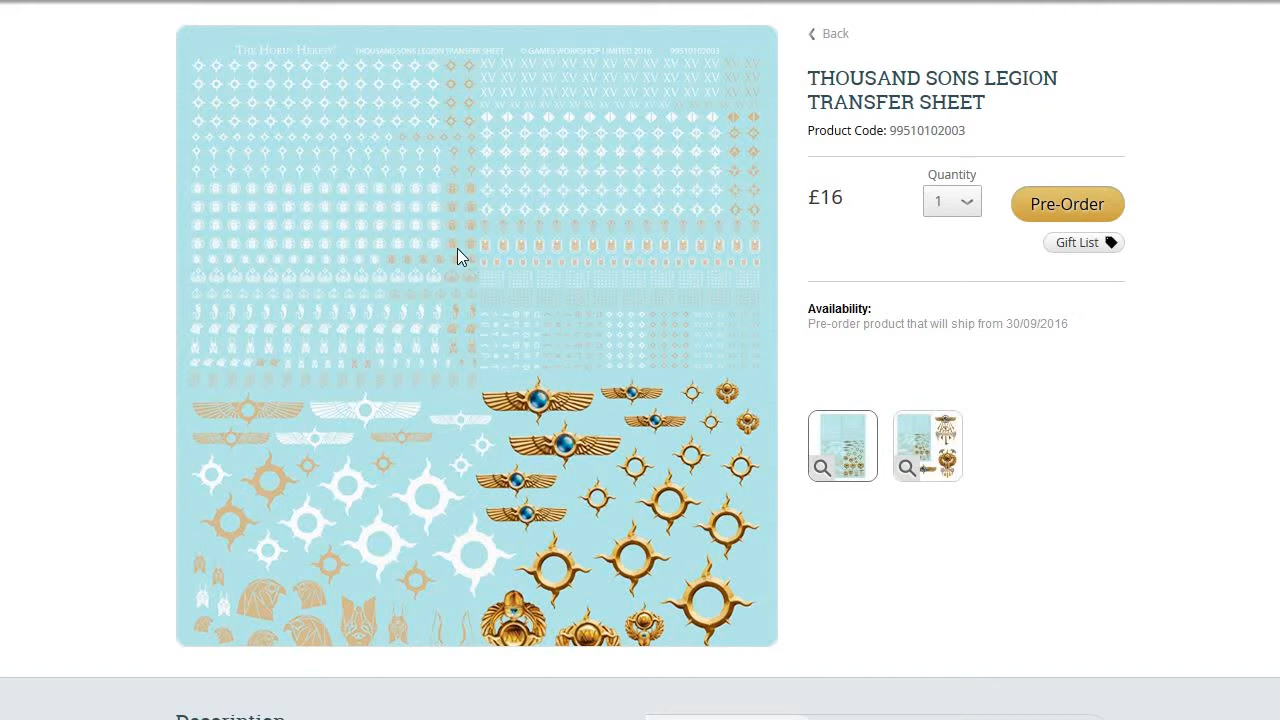 Back
THE HORUS HERESY
THOUSAND SONS LEGION TRANSFER SHEET
© GAMES WORKSHOP LIMITED 2016
99510102003
THOUSAND SONS LEGION
TRANSFER SHEET
Product Code: 99510102003
Quantity
£16
1
Pre-Order
Gift List
Availability:
Pre-order product that will ship from 30/09/2016
Description